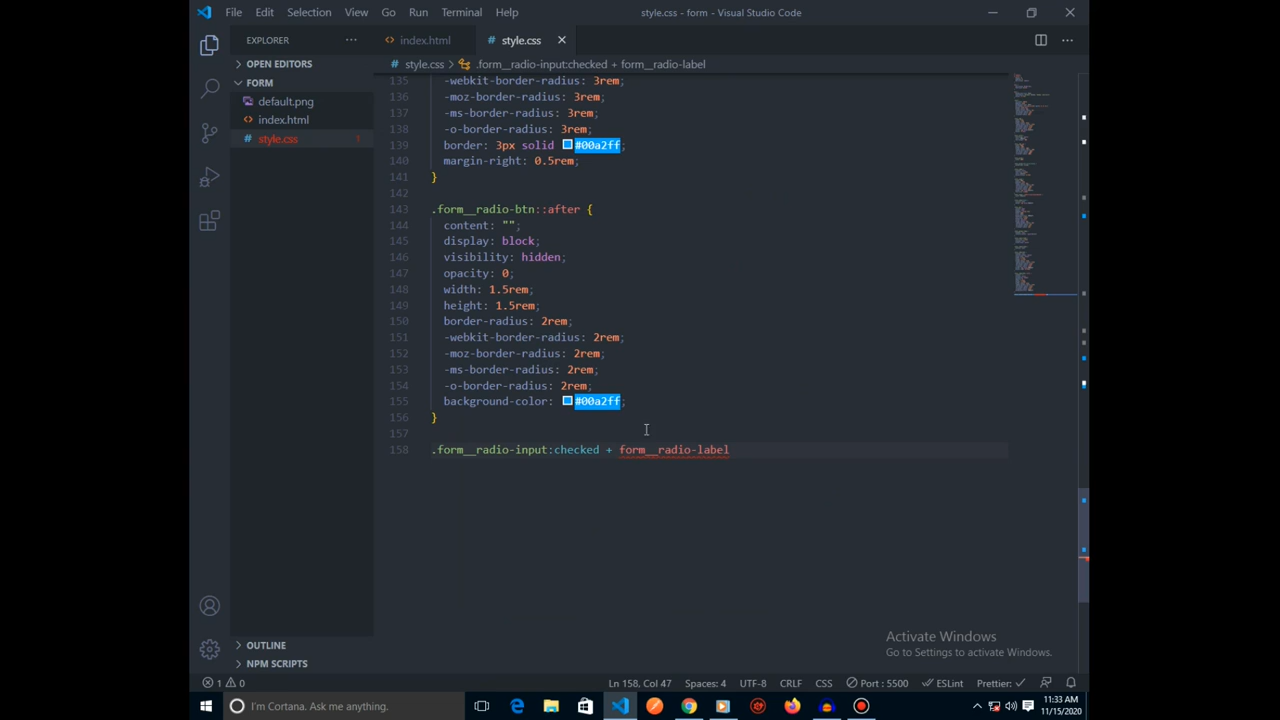 File Edit Selection View Go Run Terminal Help
style.css - form - Visual Studio Code
EXPLORER
index.html
style.css
OPEN EDITORS
FORM
default.png
index.html
style.css 1
style.css > .form__radio-input:checked + form__radio-label
135 -webkit-border-radius: 3rem;
136 -moz-border-radius: 3rem;
137 -ms-border-radius: 3rem;
138 -o-border-radius: 3rem;
139 border: 3px solid #00a2ff;
140 margin-right: 0.5rem;
141 }
142
143 .form__radio-btn::after {
144 content: "";
145 display: block;
146 visibility: hidden;
147 opacity: 0;
148 width: 1.5rem;
149 height: 1.5rem;
150 border-radius: 2rem;
151 -webkit-border-radius: 2rem;
152 -moz-border-radius: 2rem;
153 -ms-border-radius: 2rem;
154 -o-border-radius: 2rem;
155 background-color: #00a2ff;
156 }
157
158 .form__radio-input:checked + form__radio-label
Activate Windows
Go to Settings to activate Windows.
OUTLINE
NPM SCRIPTS
1 0
Ln 158, Col 47 Spaces: 4 UTF-8 CRLF CSS Port : 5500 ESLint Prettier:
I'm Cortana. Ask me anything.
11:33 AM
11/15/2020